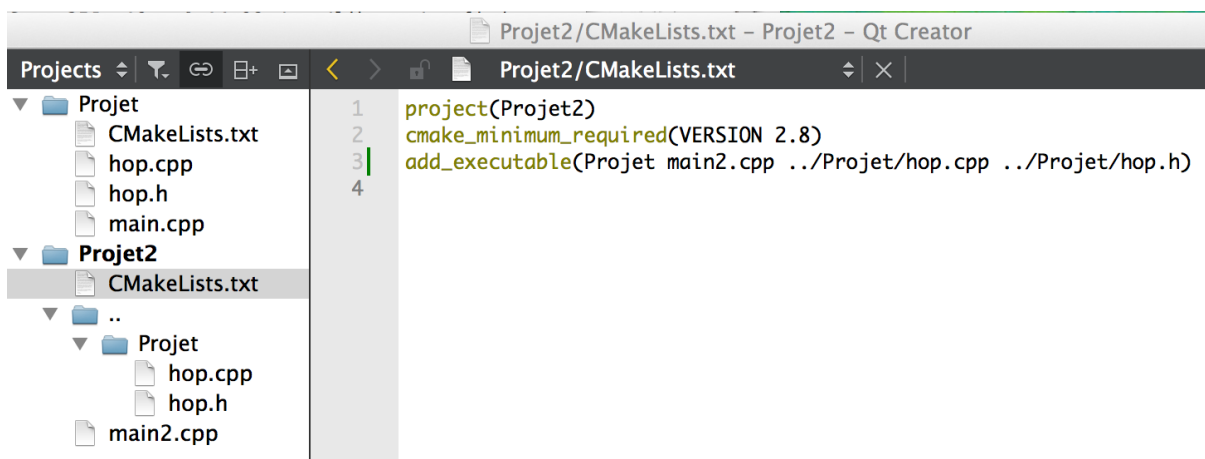 Projet2/CMakeLists.txt – Projet2 – Qt Creator
Projects
Projet2/CMakeLists.txt
Projet
CMakeLists.txt
hop.cpp
hop.h
main.cpp
Projet2
CMakeLists.txt
..
Projet
hop.cpp
hop.h
main2.cpp
1 project(Projet2)
2 cmake_minimum_required(VERSION 2.8)
3 add_executable(Projet main2.cpp ../Projet/hop.cpp ../Projet/hop.h)
4